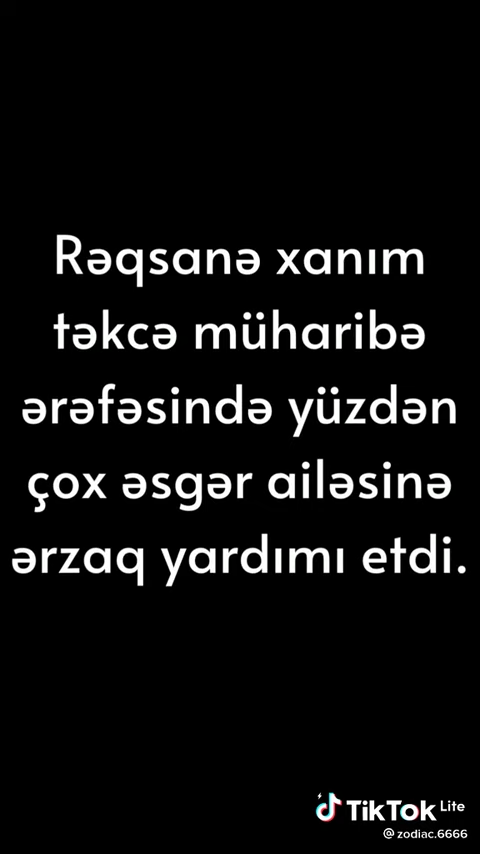 Rəqsanə xanım
təkcə müharibə
ərəfəsində yüzdən
çox əsgər ailəsinə
ərzaq yardımı etdi.
TikTok Lite
@zodiac.6666